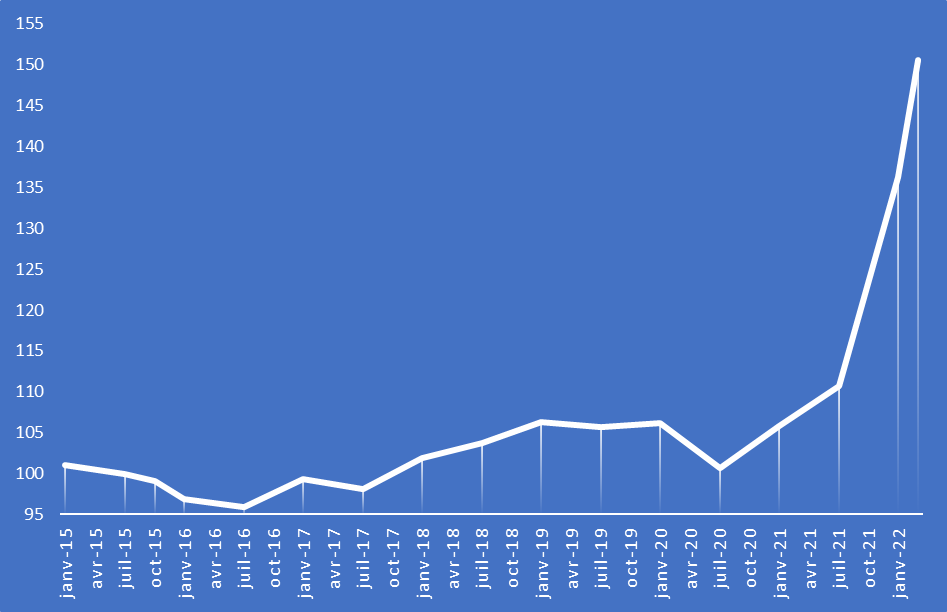 155
150
145
140
135
130
125
120
115
110
105
100
95
janv-15
avr-15
juil-15
oct-15
janv-16
avr-16
juil-16
oct-16
janv-17
avr-17
juil-17
oct-17
janv-18
avr-18
juil-18
oct-18
janv-19
avr-19
juil-19
oct-19
janv-20
avr-20
juil-20
oct-20
janv-21
avr-21
juil-21
oct-21
janv-22